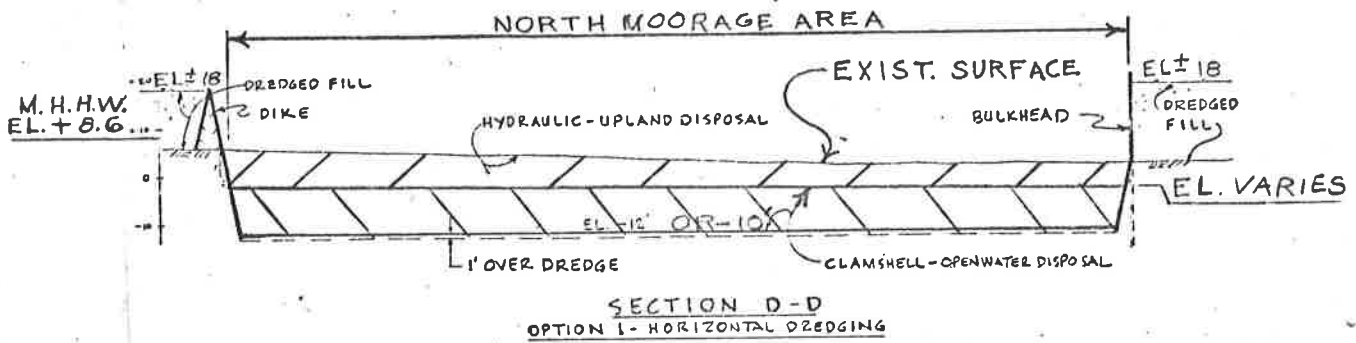 NORTH MOORAGE AREA
EL ± 18
DREDGED FILL
DIKE
M.H.H.W.
EL. + 8.6.
HYDRAULIC-UPLAND DISPOSAL
EXIST. SURFACE
BULKHEAD
EL ± 18
DREDGED
FILL
0
-10
EL. VARIES
EL. -12' OR -10'
1' OVER DREDGE
CLAMSHELL-OPENWATER DISPOSAL
SECTION D-D
OPTION 1 - HORIZONTAL DREDGING